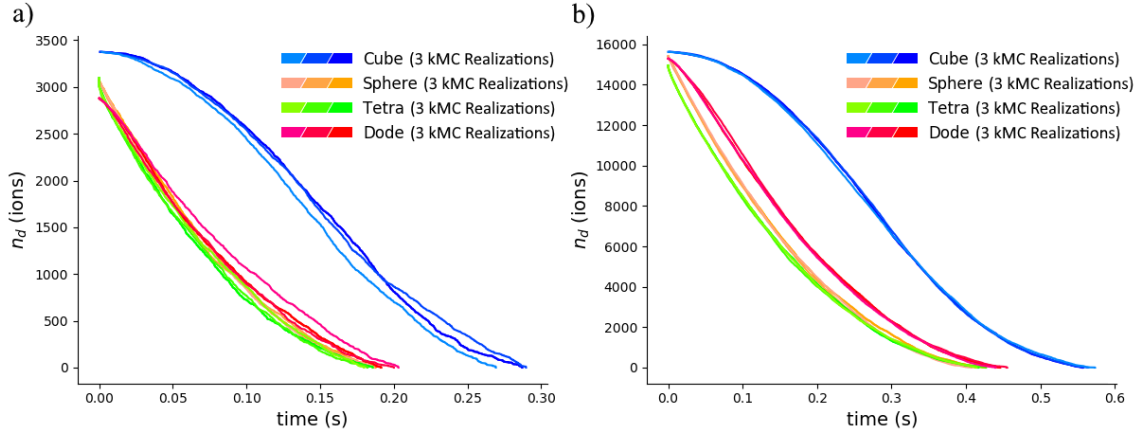 a)
3500
3000
2500
2000
1500
1000
500
0
n_d (ions)
0.00 0.05 0.10 0.15 0.20 0.25 0.30
time (s)
Cube (3 kMC Realizations)
Sphere (3 kMC Realizations)
Tetra (3 kMC Realizations)
Dode (3 kMC Realizations)
b)
16000
14000
12000
10000
8000
6000
4000
2000
0
n_d (ions)
0.0 0.1 0.2 0.3 0.4 0.5 0.6
time (s)
Cube (3 kMC Realizations)
Sphere (3 kMC Realizations)
Tetra (3 kMC Realizations)
Dode (3 kMC Realizations)